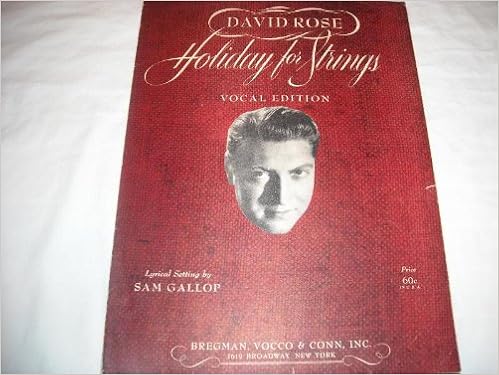 DAVID ROSE
Holiday for Strings
VOCAL EDITION
Lyrical Setting by
SAM GALLOP
Price
60c
IN U.S.A.
BREGMAN, VOCCO & CONN, INC.
1619 BROADWAY, NEW YORK